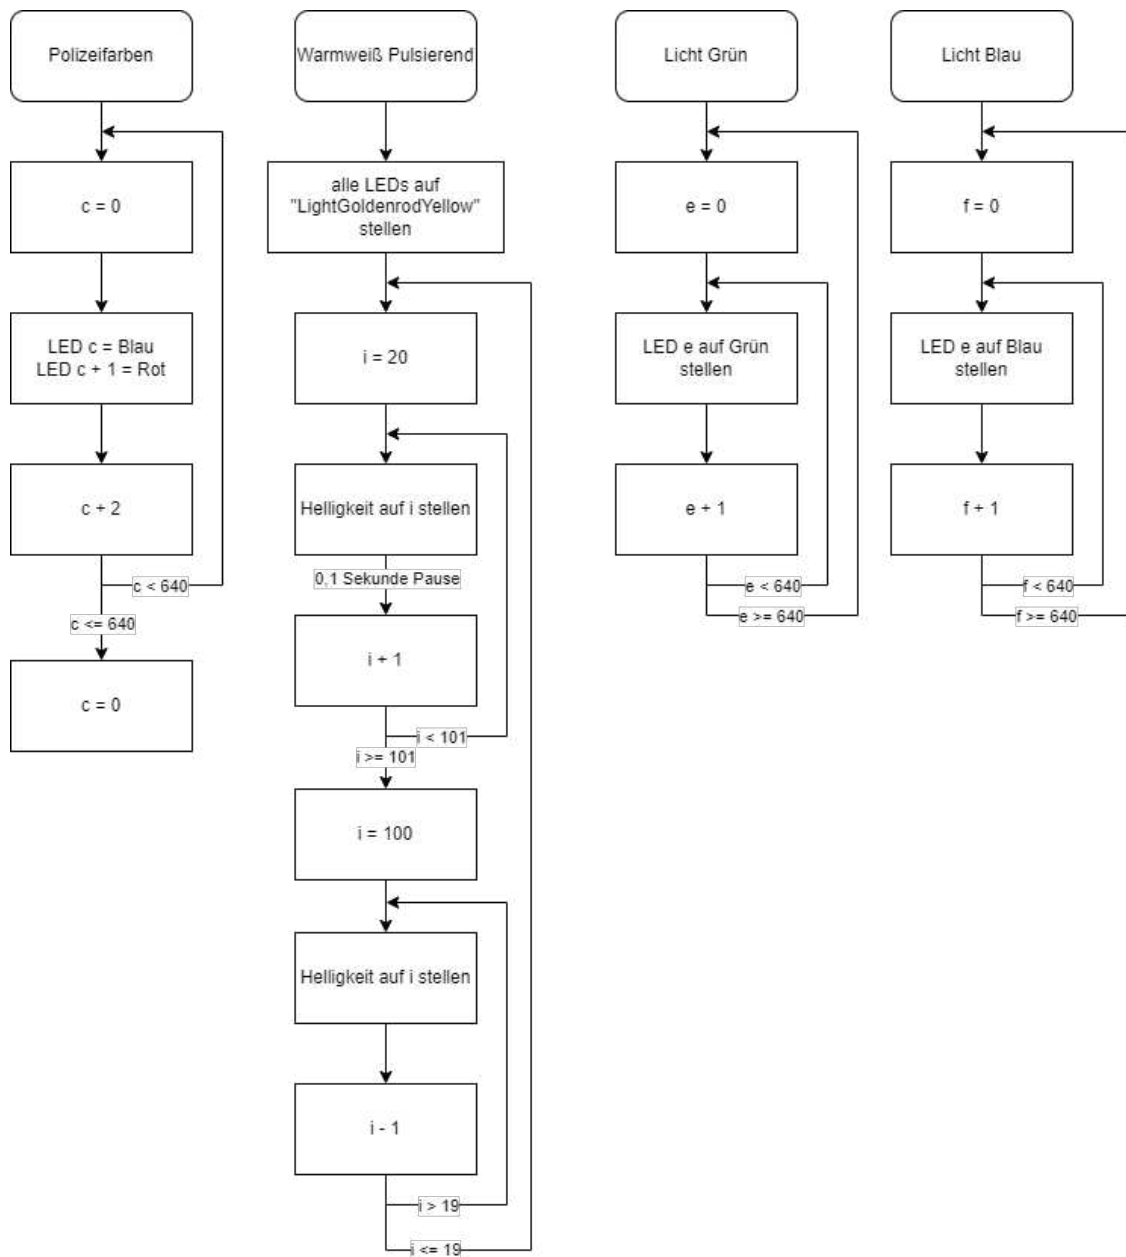 Polizeifarben
c = 0
LED c = Blau
LED c + 1 = Rot
c + 2
c < 640
c <= 640
c = 0
Warmweiß Pulsierend
alle LEDs auf
"LightGoldenrodYellow"
stellen
i = 20
Helligkeit auf i stellen
0,1 Sekunde Pause
i + 1
i < 101
i >= 101
i = 100
Helligkeit auf i stellen
i - 1
i > 19
i <= 19
Licht Grün
e = 0
LED e auf Grün
stellen
e + 1
e < 640
e >= 640
Licht Blau
f = 0
LED e auf Blau
stellen
f + 1
f < 640
f >= 640